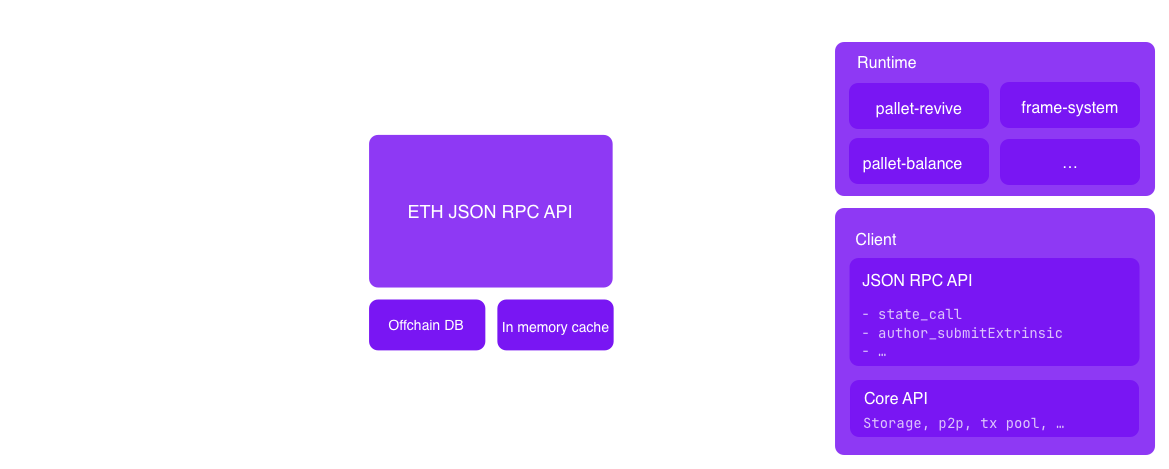 Runtime
pallet-revive
frame-system
pallet-balance
...
ETH JSON RPC API
Offchain DB
In memory cache
Client
JSON RPC API
- state_call
- author_submitExtrinsic
- …
Core API
Storage, p2p, tx pool, …